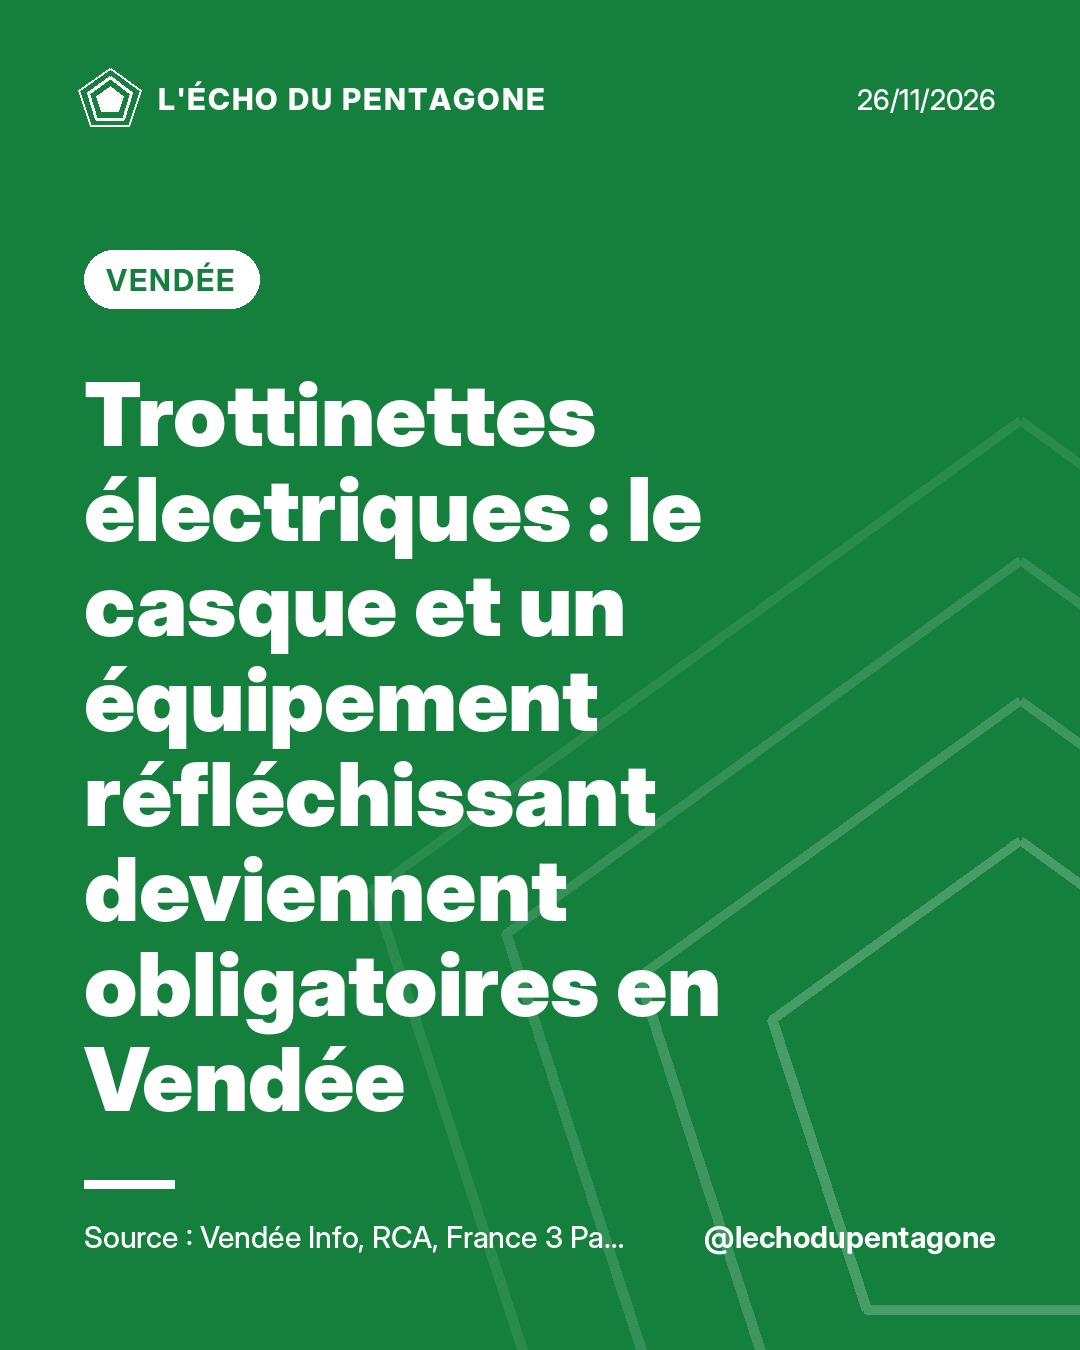 L'ÉCHO DU PENTAGONE
26/11/2026
VENDÉE
Trottinettes
électriques : le
casque et un
équipement
réfléchissant
deviennent
obligatoires en
Vendée
Source : Vendée Info, RCA, France 3 Pa...
@lechodupentagone